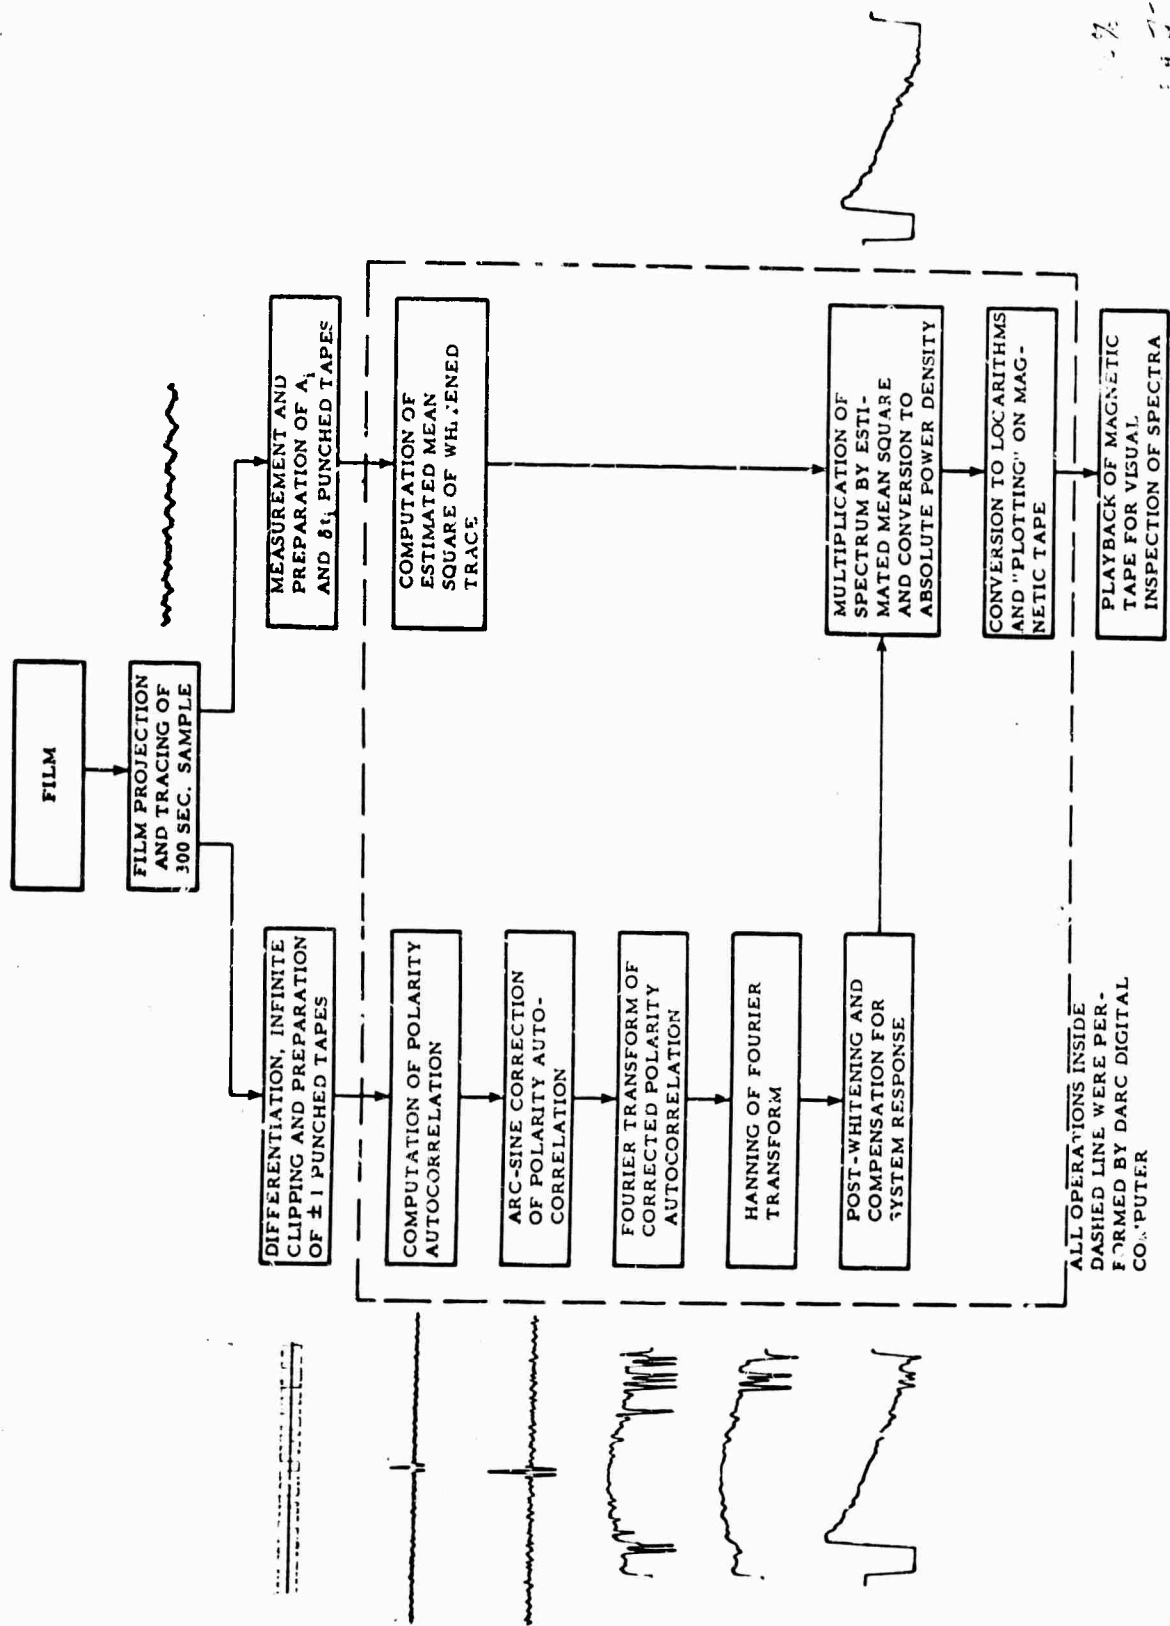 FILM
FILM PROJECTION
AND TRACING OF
300 SEC. SAMPLE
DIFFERENTIATION, INFINITE
CLIPPING AND PREPARATION
OF ± 1 PUNCHED TAPES
MEASUREMENT AND
PREPARATION OF Ai
AND δti PUNCHED TAPES
COMPUTATION OF POLARITY
AUTOCORRELATION
ARC-SINE CORRECTION
OF POLARITY AUTO-
CORRELATION
FOURIER TRANSFORM OF
CORRECTED POLARITY
AUTOCORRELATION
HANNING OF FOURIER
TRANSFORM
POST-WHITENING AND
COMPENSATION FOR
SYSTEM RESPONSE
COMPUTATION OF
ESTIMATED MEAN
SQUARE OF WHITENED
TRACE
MULTIPLICATION OF
SPECTRUM BY ESTI-
MATED MEAN SQUARE
AND CONVERSION TO
ABSOLUTE POWER DENSITY
CONVERSION TO LOGARITHMS
AND "PLOTTING" ON MAG-
NETIC TAPE
PLAYBACK OF MAGNETIC
TAPE FOR VISUAL
INSPECTION OF SPECTRA
ALL OPERATIONS INSIDE
DASHED LINE WERE PER-
FORMED BY DARC DIGITAL
COMPUTER